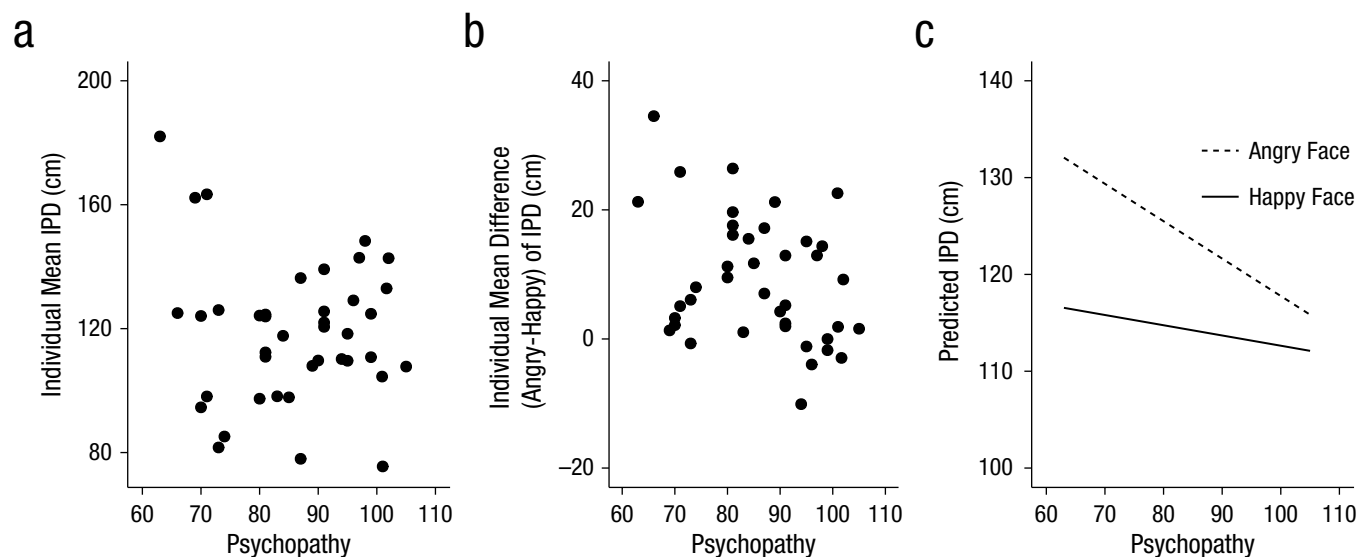 a
Individual Mean IPD (cm)
200
160
120
80
60 70 80 90 100 110
Psychopathy
b
Individual Mean Difference
(Angry-Happy) of IPD (cm)
40
20
0
–20
60 70 80 90 100 110
Psychopathy
c
Predicted IPD (cm)
140
130
120
110
100
Angry Face
Happy Face
60 70 80 90 100 110
Psychopathy